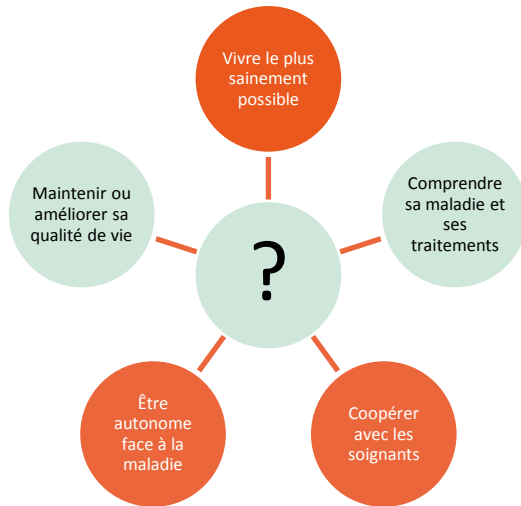 Vivre le plus
sainement
possible
Maintenir ou
améliorer sa
qualité de vie
Comprendre
sa maladie et
ses
traitements
?
Être
autonome
face à la
maladie
Coopérer
avec les
soignants